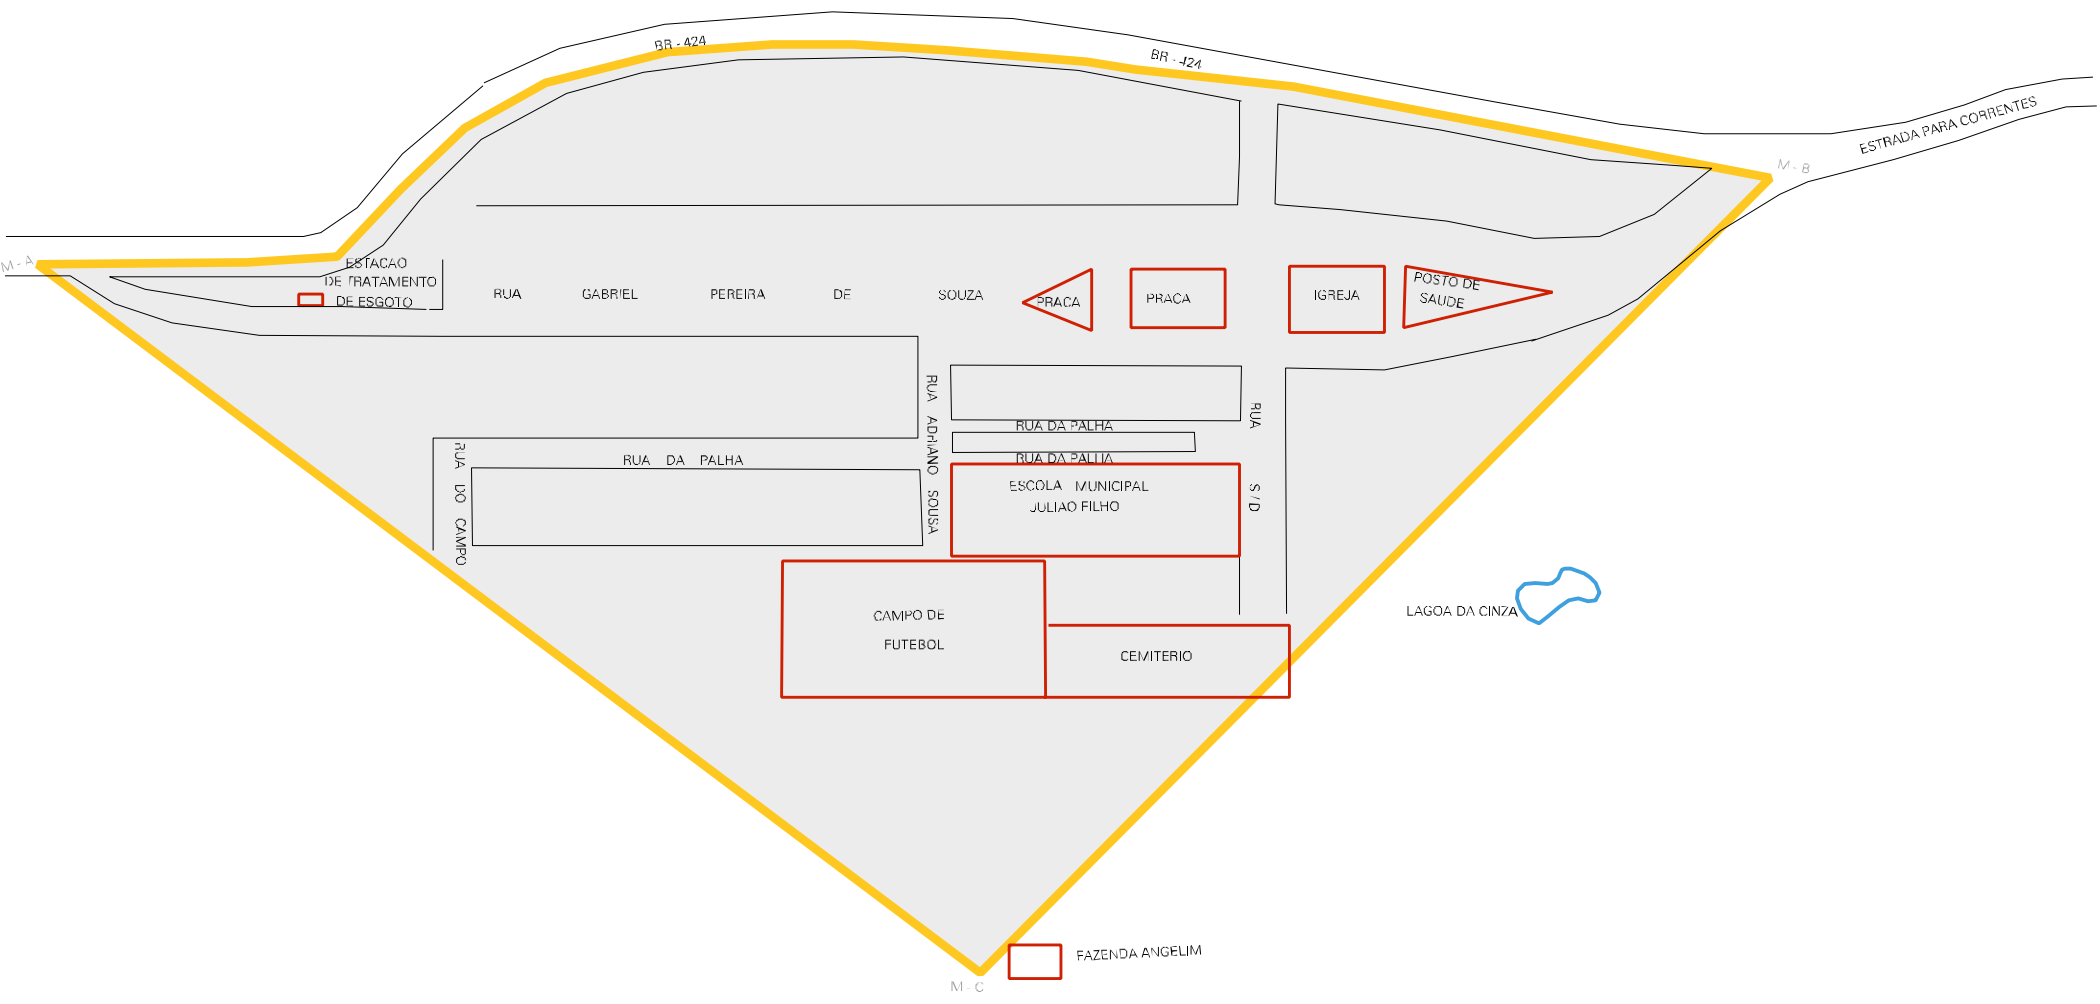 BR - 424
BR - 424
ESTRADA PARA CORRENTES
M - B
M - A
ESTACAO
DE TRATAMENTO
DE ESGOTO
RUA GABRIEL PEREIRA DE SOUZA
PRACA
PRACA
IGREJA
POSTO DE
SAUDE
RUA ADRIANO SOUSA
RUA S / D
RUA DA PALHA
RUA DA PALHA
RUA DA PALHA
RUA DO CAMPO
ESCOLA MUNICIPAL
JULIAO FILHO
CAMPO DE
FUTEBOL
CEMITERIO
LAGOA DA CINZA
FAZENDA ANGELIM
M - C